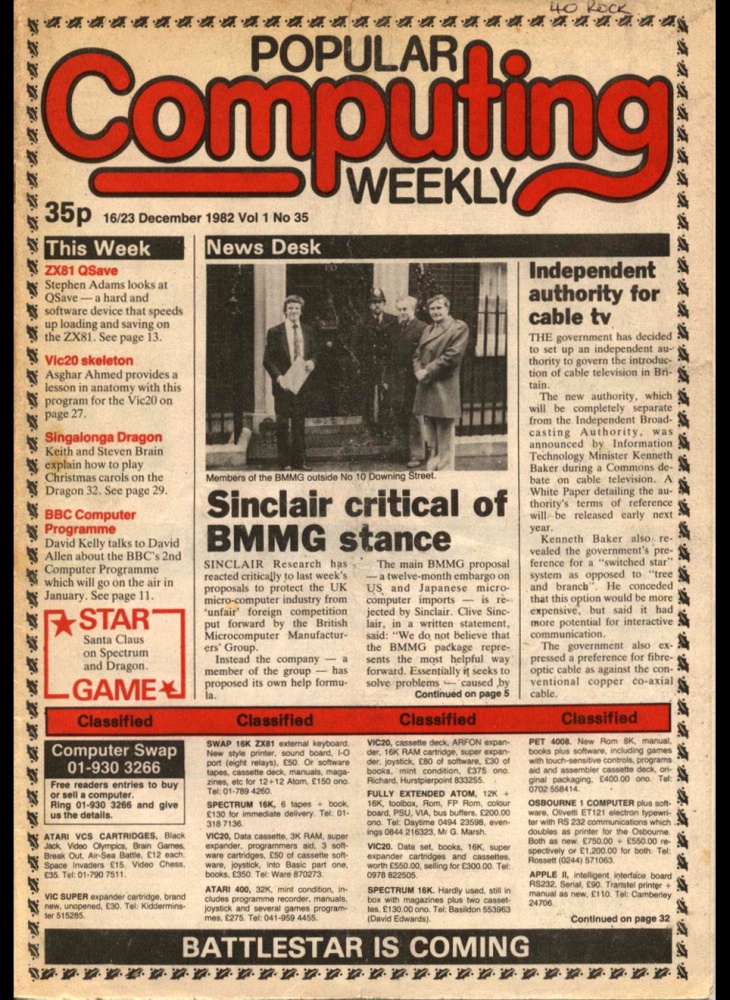 40 ROCK
POPULAR
Computing
WEEKLY
35p 16/23 December 1982 Vol 1 No 35
This Week
ZX81 QSave
Stephen Adams looks at
QSave — a hard and
software device that speeds
up loading and saving on
the ZX81. See page 13.
Vic20 skeleton
Asghar Ahmed provides a
lesson in anatomy with this
program for the Vic20 on
page 27.
Singalonga Dragon
Keith and Steven Brain
explain how to play
Christmas carols on the
Dragon 32. See page 29.
BBC Computer
Programme
David Kelly talks to David
Allen about the BBC's 2nd
Computer Programme
which will go on the air in
January. See page 11.
STAR
Santa Claus
on Spectrum
and Dragon.
GAME
News Desk
Members of the BMMG outside No 10 Downing Street.
Sinclair critical of
BMMG stance
SINCLAIR Research has
reacted critically to last week's
proposals to protect the UK
micro-computer industry from
'unfair' foreign competition
put forward by the British
Microcomputer Manufactur-
ers' Group.
Instead the company — a
member of the group — has
proposed its own help formu-
la.
The main BMMG proposal
— a twelve-month embargo on
US and Japanese micro-
computer imports — is re-
jected by Sinclair. Clive Sinc-
lair, in a written statement,
said: "We do not believe that
the BMMG package repre-
sents the most helpful way
forward. Essentially it seeks to
solve problems — caused by
Continued on page 5
Independent
authority for
cable tv
THE government has decided
to set up an independent au-
thority to govern the introduc-
tion of cable television in Bri-
tain.
The new authority, which
will be completely separate
from the Independent Broad-
casting Authority, was
announced by Information
Technology Minister Kenneth
Baker during a Commons de-
bate on cable television. A
White Paper detailing the au-
thority's terms of reference
will be released early next
year.
Kenneth Baker also re-
vealed the government's pre-
ference for a "switched star"
system as opposed to "tree
and branch". He conceded
that this option would be more
expensive, but said it had
more potential for interactive
communication.
The government also ex-
pressed a preference for fibre-
optic cable as against the con-
ventional copper co-axial
cable.
Classified
Classified
Classified
Classified
Computer Swap
01-930 3266
Free readers entries to buy
or sell a computer.
Ring 01-930 3266 and give
us the details.
ATARI VCS CARTRIDGES, Black
Jack, Video Olympics, Brain Games,
Break Out, Air-Sea Battle, £12 each.
Space Invaders £15. Video Chess,
£35. Tel: 01-790 7511.
VIC SUPER expander cartridge, brand
new, unopened, £30. Tel: Kiddermins-
ter 515285.
SWAP 16K ZX81 external keyboard.
New style printer, sound board, I-O
port (eight relays), £50. Or software
tapes, cassette deck, manuals, maga-
zines, etc for 12+12 Atom, £150 ono.
Tel: 01-789 4260.
SPECTRUM 16K, 6 tapes + book,
£130 for immediate delivery. Tel: 01-
318 7136.
VIC20, Data cassette, 3K RAM, super
expander, programmers aid, 3 soft-
ware cartridges, £50 of cassette soft-
ware, joystick, into Basic part one,
books, £350. Tel: Ware 870273.
ATARI 400, 32K, mint condition, in-
cludes programme recorder, manuals,
joystick and several games program-
mes, £275. Tel: 041-959 4455.
VIC20, cassette deck, ARFON expan-
der, 16K RAM cartridge, super expan-
der, joystick, £80 of software, £30 of
books, mint condition, £375 ono.
Richard, Hurstpierpoint 833255.
FULLY EXTENDED ATOM, 12K +
16K, toolbox, Rom, FP Rom, colour
board, PSU, VIA, bus buffers, £200.00
ono. Tel: Daytime 0494 23598, even-
ings 0844 216323, Mr G. Marsh.
VIC20. Data set, books, 16K, super
expander cartridges and cassettes,
worth £550.00, selling for £300.00. Tel:
0978 822505.
SPECTRUM 16K. Hardly used, still in
box with magazines plus two casset-
tes, £130.00 ono. Tel: Basildon 553963
(David Edwards).
PET 4008. New Rom 8K, manual,
books plus software, including games
with touch-sensitive controls, programs
aid and assembler cassette deck, ori-
ginal packaging, £400.00 ono. Tel:
0702 558414.
OSBOURNE 1 COMPUTER plus soft-
ware, Oliveti ET121 electron typewri-
ter with RS 232 communications which
doubles as printer for the Osbourne.
Both as new. £750.00 + £550.00 re-
spectively or £1,200.00 for both. Tel:
Rossett (0244) 571063.
APPLE II, intelligent interface board
RS232, Serial, £90. Transtel printer +
manual as new, £110. Tel: Camberley
24706.
Continued on page 32
BATTLESTAR IS COMING